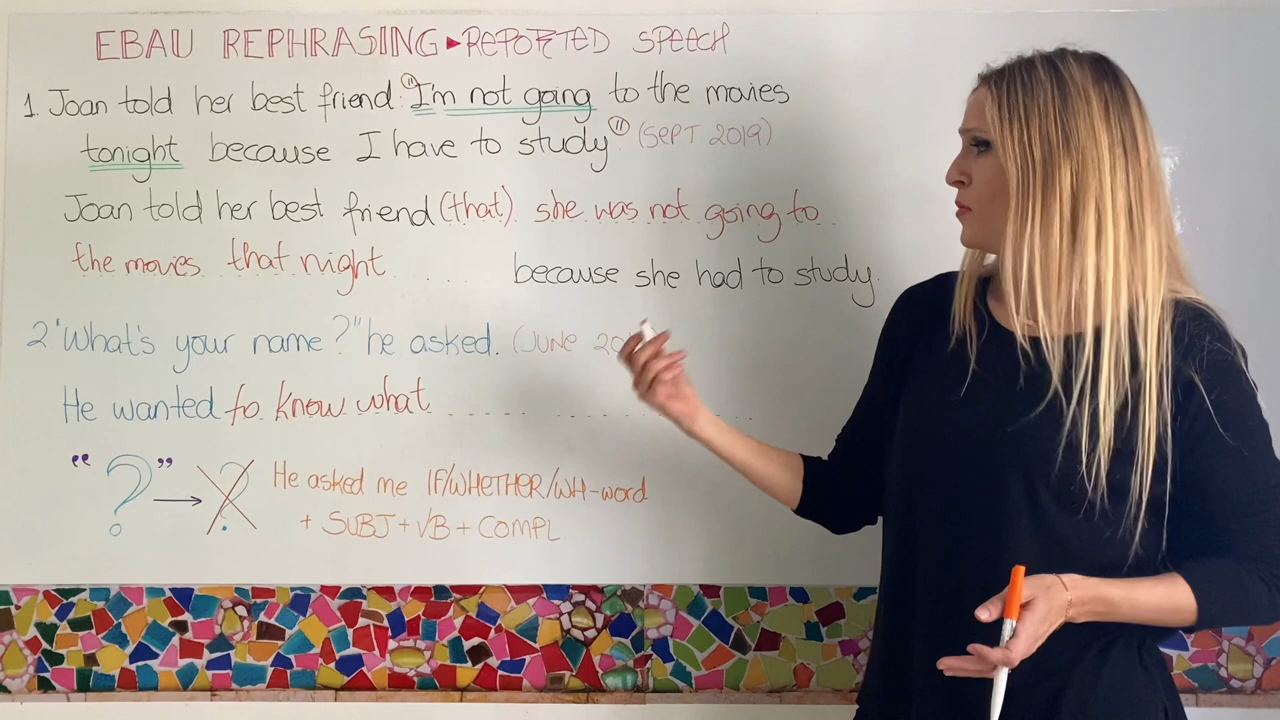 EBAU REPHRASING ▸ REPORTED SPEECH
1. Joan told her best friend: "I'm not going to the movies
tonight because I have to study" (SEPT 2019)
Joan told her best friend (that) she was not going to
the movies that night .... because she had to study.
2 "What's your name?" he asked. (JUNE
He wanted to know what ..............
" ? " → ? He asked me IF/WHETHER/WH-word
+ SUBJ + VB + COMPL